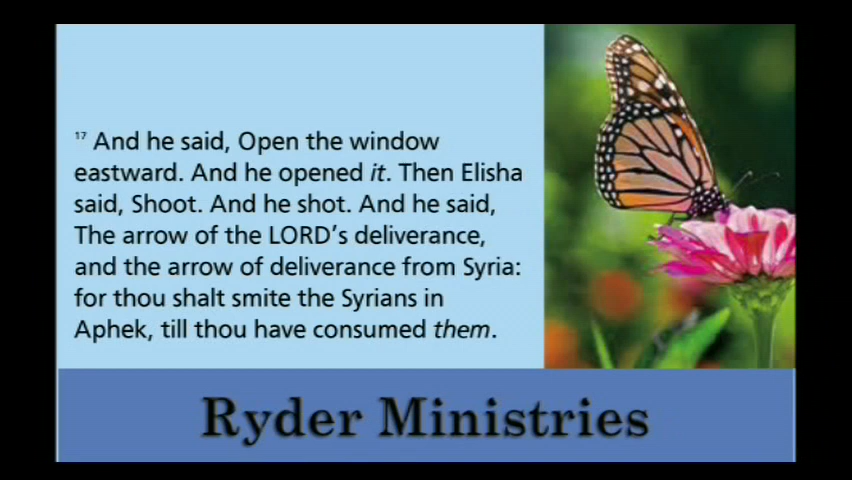 17 And he said, Open the window
eastward. And he opened it. Then Elisha
said, Shoot. And he shot. And he said,
The arrow of the LORD's deliverance,
and the arrow of deliverance from Syria:
for thou shalt smite the Syrians in
Aphek, till thou have consumed them.
Ryder Ministries